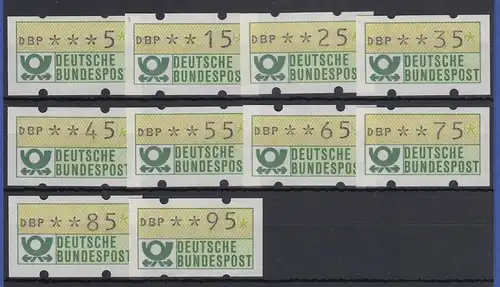 DBP ***5*
DEUTSCHE
BUNDESPOST
DBP **15*
DEUTSCHE
BUNDESPOST
DBP **25*
DEUTSCHE
BUNDESPOST
DBP **35*
DEUTSCHE
BUNDESPOST
DBP **45*
DEUTSCHE
BUNDESPOST
DBP **55*
DEUTSCHE
BUNDESPOST
DBP **65*
DEUTSCHE
BUNDESPOST
DBP **75*
DEUTSCHE
BUNDESPOST
DBP **85*
DEUTSCHE
BUNDESPOST
DBP **95*
DEUTSCHE
BUNDESPOST